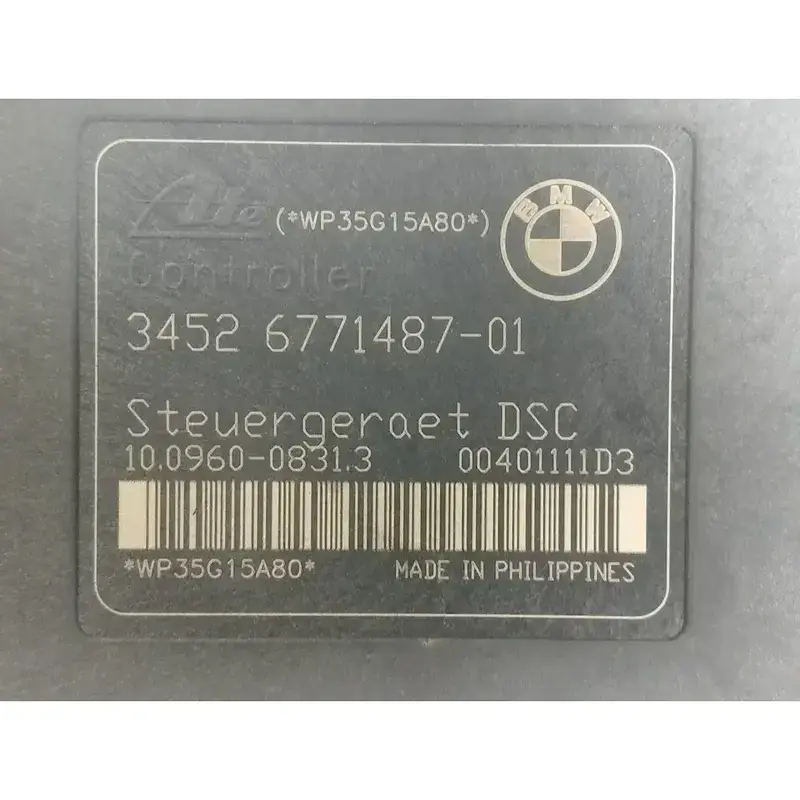 Ate (*WP35G15A80*) BMW
Controller
3452 6771487-01
Steuergeraet DSC
10.0960-0831.3 00401111D3
*WP35G15A80* MADE IN PHILIPPINES